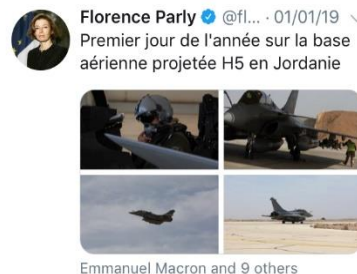 Florence Parly @fl... · 01/01/19
Premier jour de l'année sur la base
aérienne projetée H5 en Jordanie
Emmanuel Macron and 9 others